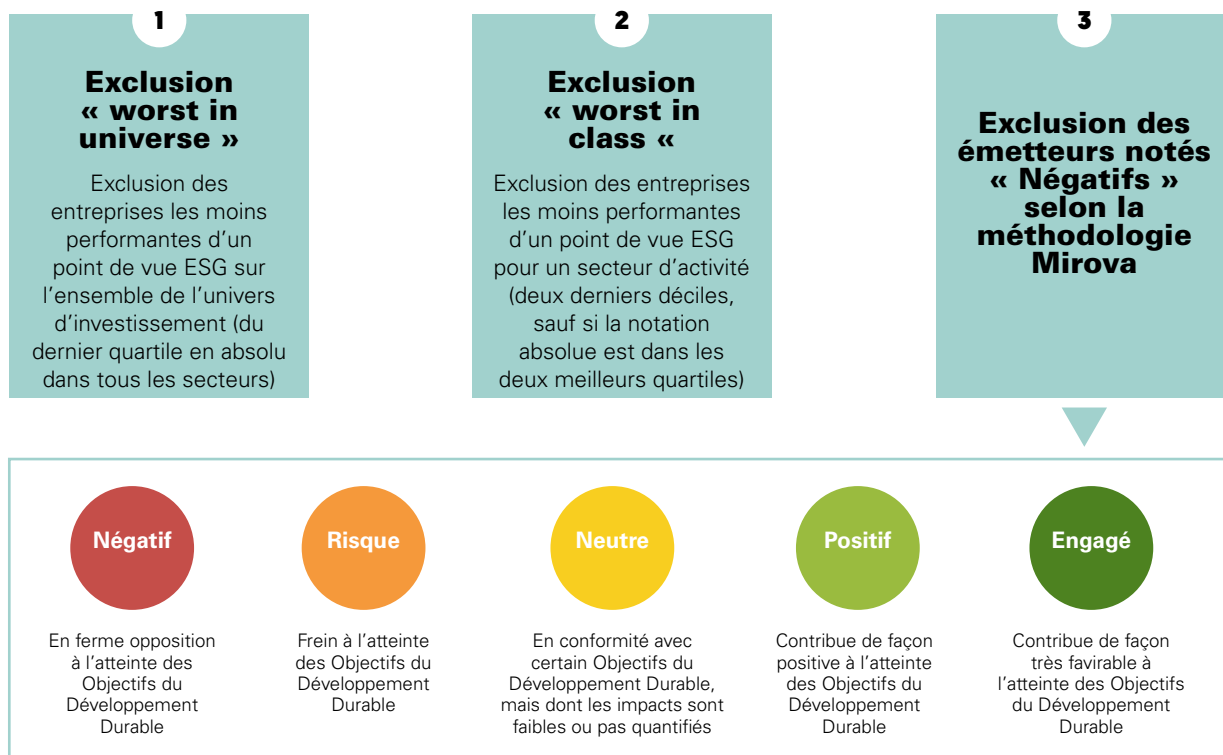 1
Exclusion
« worst in
universe »
Exclusion des
entreprises les moins
performantes d’un
point de vue ESG sur
l’ensemble de l’univers
d’investissement (du
dernier quartile en absolu
dans tous les secteurs)
2
Exclusion
« worst in
class «
Exclusion des entreprises
les moins performantes
d’un point de vue ESG
pour un secteur d’activité
(deux derniers déciles,
sauf si la notation
absolue est dans les
deux meilleurs quartiles)
3
Exclusion des
émetteurs notés
« Négatifs »
selon la
méthodologie
Mirova
Négatif
En ferme opposition
à l’atteinte des
Objectifs du
Développement
Durable
Risque
Frein à l’atteinte
des Objectifs du
Développement
Durable
Neutre
En conformité avec
certain Objectifs du
Développement Durable,
mais dont les impacts sont
faibles ou pas quantifiés
Positif
Contribue de façon
positive à l’atteinte
des Objectifs du
Développement
Durable
Engagé
Contribue de façon
très favirable à
l’atteinte des Objectifs
du Développement
Durable